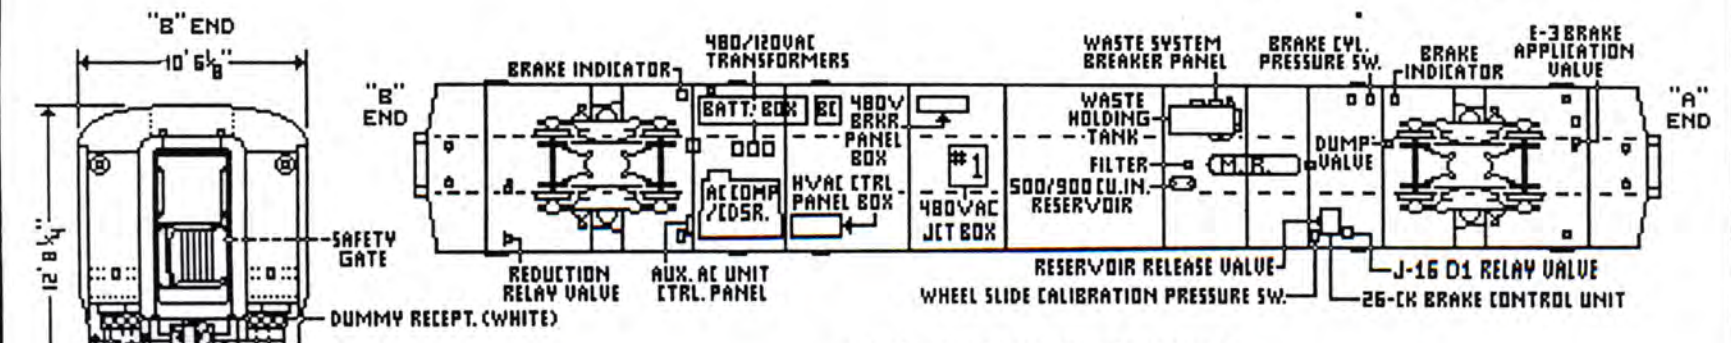 "B" END
10' 6⅛"
12' 8¼"
SAFETY
GATE
DUMMY RECEPT. (WHITE)
"B"
END
BRAKE INDICATOR
480/120VAC
TRANSFORMERS
BATT. BOX
BC
480V
BRKR
PANEL
BOX
AC COMP
/CDSR.
HVAC CTRL
PANEL BOX
#1
480VAC
JCT BOX
REDUCTION
RELAY VALVE
AUX. AC UNIT
CTRL. PANEL
WASTE SYSTEM
BREAKER PANEL
WASTE
HOLDING
TANK
FILTER
M.R.
500/900 CU.IN.
RESERVOIR
BRAKE CYL.
PRESSURE SW.
BRAKE
INDICATOR
E-3 BRAKE
APPLICATION
VALVE
DUMP
VALVE
"A"
END
RESERVOIR RELEASE VALVE
WHEEL SLIDE CALIBRATION PRESSURE SW.
J-16 D1 RELAY VALVE
26-CK BRAKE CONTROL UNIT